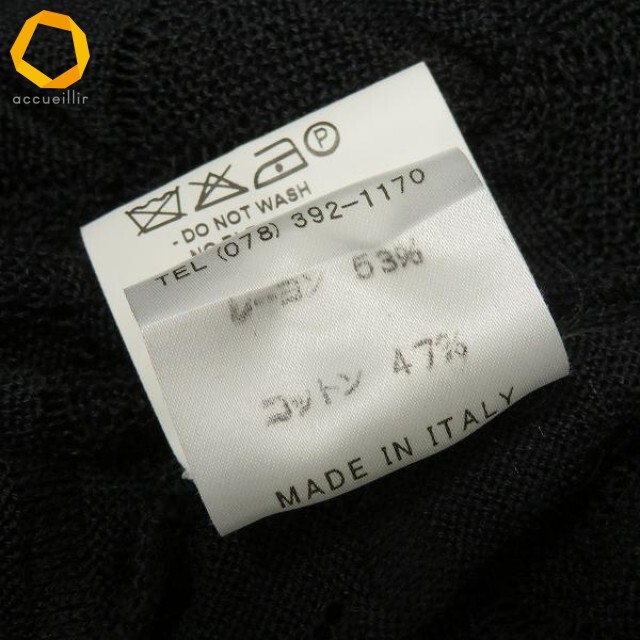 accueillir
P
- DO NOT WASH
TEL (078) 392-1170
レーヨン 53%
コットン 47%
MADE IN ITALY